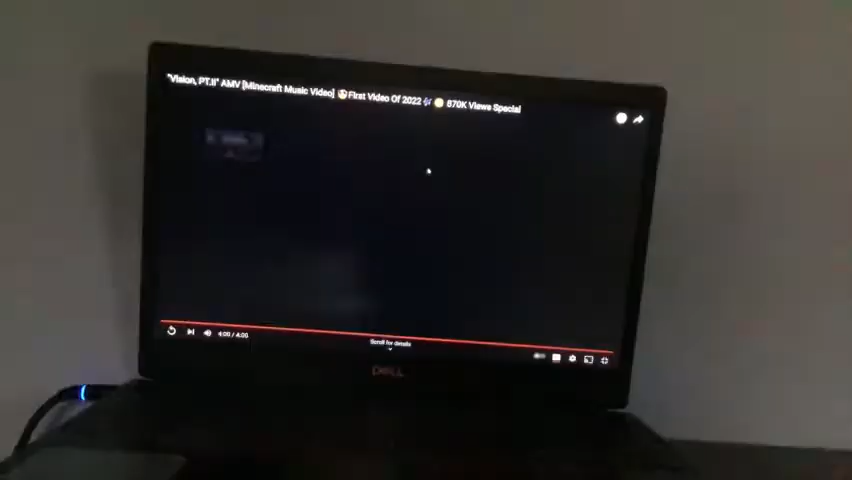 "Vision, PT.II" AMV [Minecraft Music Video] 😍First Video Of 2022 🎶 😊 870K Views Special
4:00 / 4:00
Scroll for details
DELL